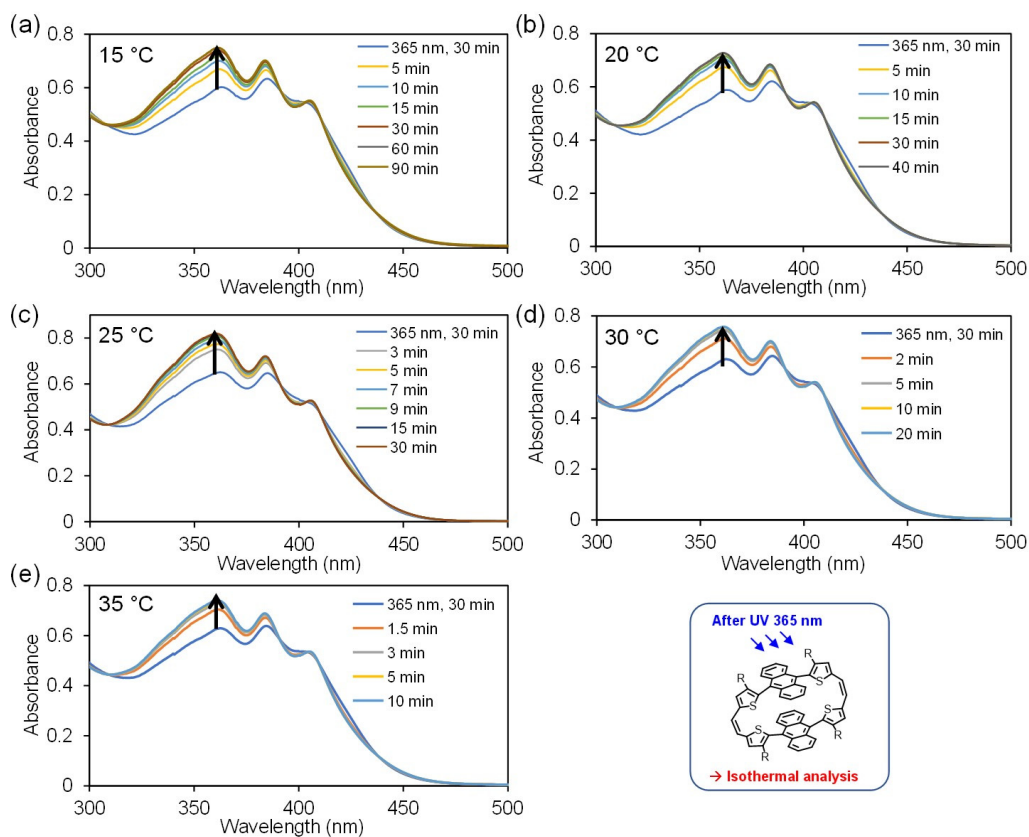 (a)
15 °C
Absorbance
0.8
0.6
0.4
0.2
0
300
350
400
450
500
Wavelength (nm)
365 nm, 30 min
5 min
10 min
15 min
30 min
60 min
90 min
(b)
20 °C
Absorbance
0.8
0.6
0.4
0.2
0
300
350
400
450
500
Wavelength (nm)
365 nm, 30 min
5 min
10 min
15 min
30 min
40 min
(c)
25 °C
Absorbance
0.8
0.6
0.4
0.2
0
300
350
400
450
500
Wavelength (nm)
365 nm, 30 min
3 min
5 min
7 min
9 min
15 min
30 min
(d)
30 °C
Absorbance
0.8
0.6
0.4
0.2
0
300
350
400
450
500
Wavelength (nm)
365 nm, 30 min
2 min
5 min
10 min
20 min
(e)
35 °C
Absorbance
0.8
0.6
0.4
0.2
0
300
350
400
450
500
Wavelength (nm)
365 nm, 30 min
1.5 min
3 min
5 min
10 min
After UV 365 nm
R
R
S
S
S
S
R
R
→ Isothermal analysis